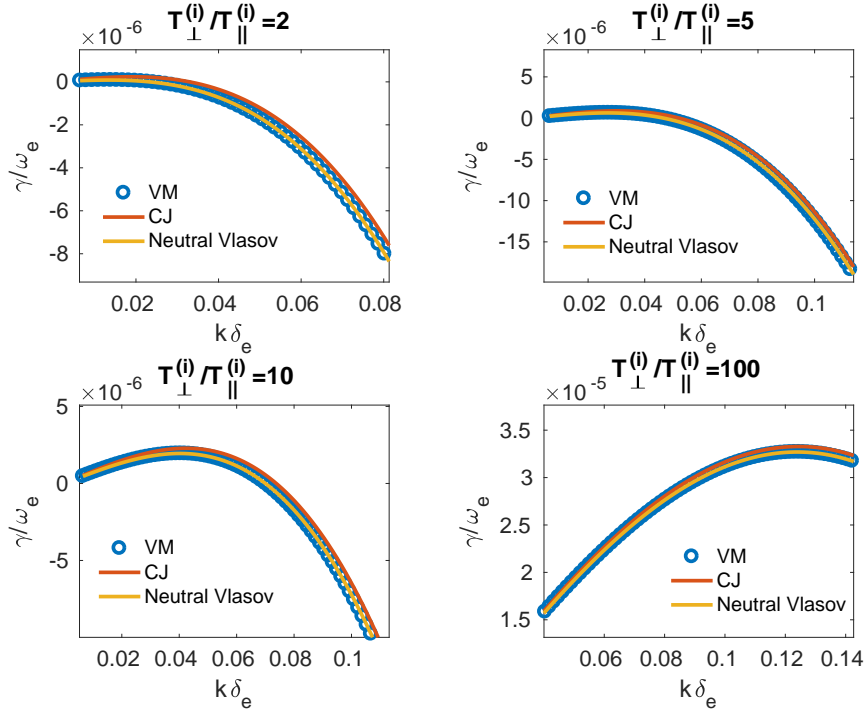 T⊥(i)/T∥(i)=2
×10-6
0
-2
-4
-6
-8
γ/ωe
VM
CJ
Neutral Vlasov
0.02 0.04 0.06 0.08
kδe
T⊥(i)/T∥(i)=5
×10-6
5
0
-5
-10
-15
γ/ωe
VM
CJ
Neutral Vlasov
0.02 0.04 0.06 0.08 0.1
kδe
T⊥(i)/T∥(i)=10
×10-6
5
0
-5
γ/ωe
VM
CJ
Neutral Vlasov
0.02 0.04 0.06 0.08 0.1
kδe
T⊥(i)/T∥(i)=100
×10-5
3.5
3
2.5
2
1.5
γ/ωe
VM
CJ
Neutral Vlasov
0.06 0.08 0.10 0.12 0.14
kδe